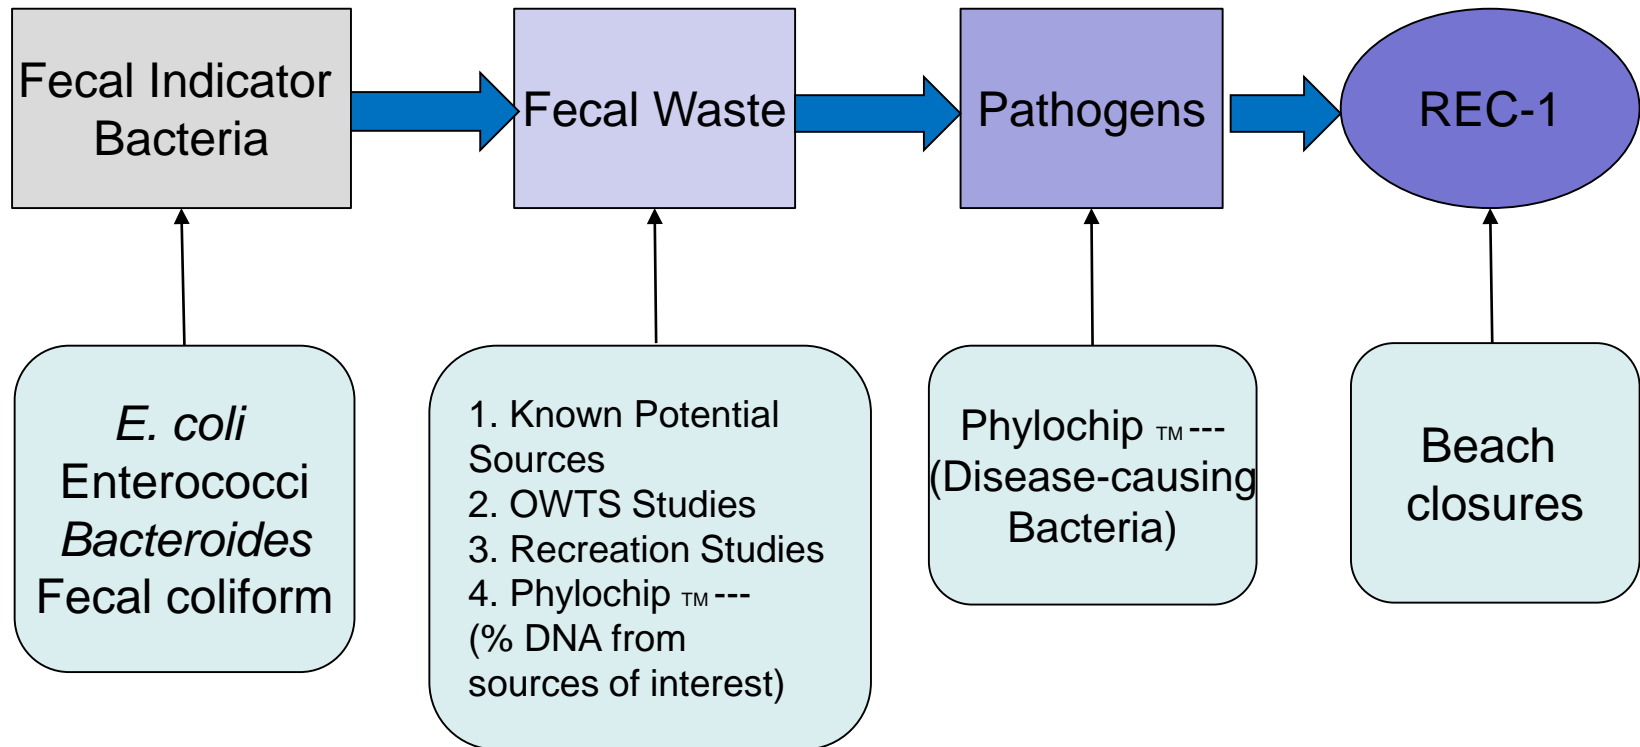 Fecal Indicator
Bacteria
Fecal Waste
Pathogens
REC-1
E. coli
Enterococci
Bacteroides
Fecal coliform
1. Known Potential
Sources
2. OWTS Studies
3. Recreation Studies
4. Phylochip TM ---
(% DNA from
sources of interest)
Phylochip TM ---
(Disease-causing
Bacteria)
Beach
closures